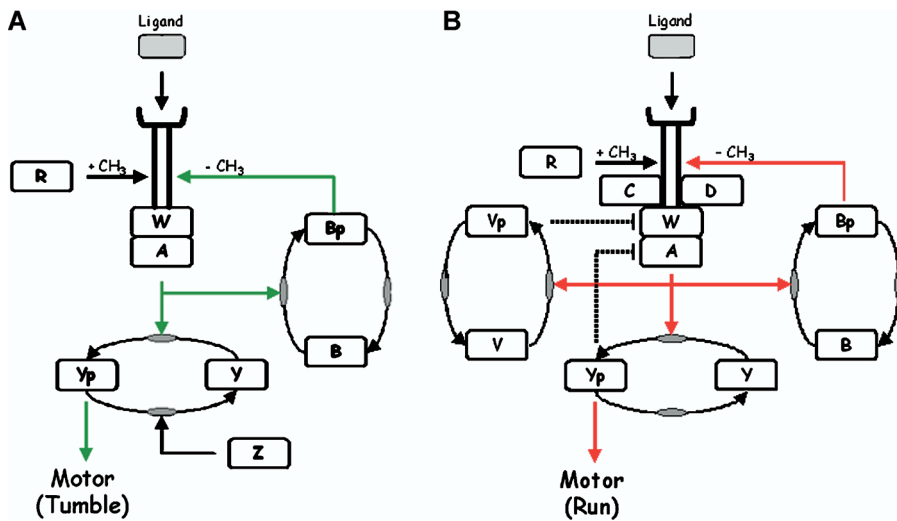 A
Ligand
R
+ CH3
- CH3
W
A
Bp
B
Yp
Y
Z
Motor
(Tumble)
B
Ligand
R
+ CH3
- CH3
C
D
W
A
Vp
V
Bp
B
Yp
Y
Motor
(Run)